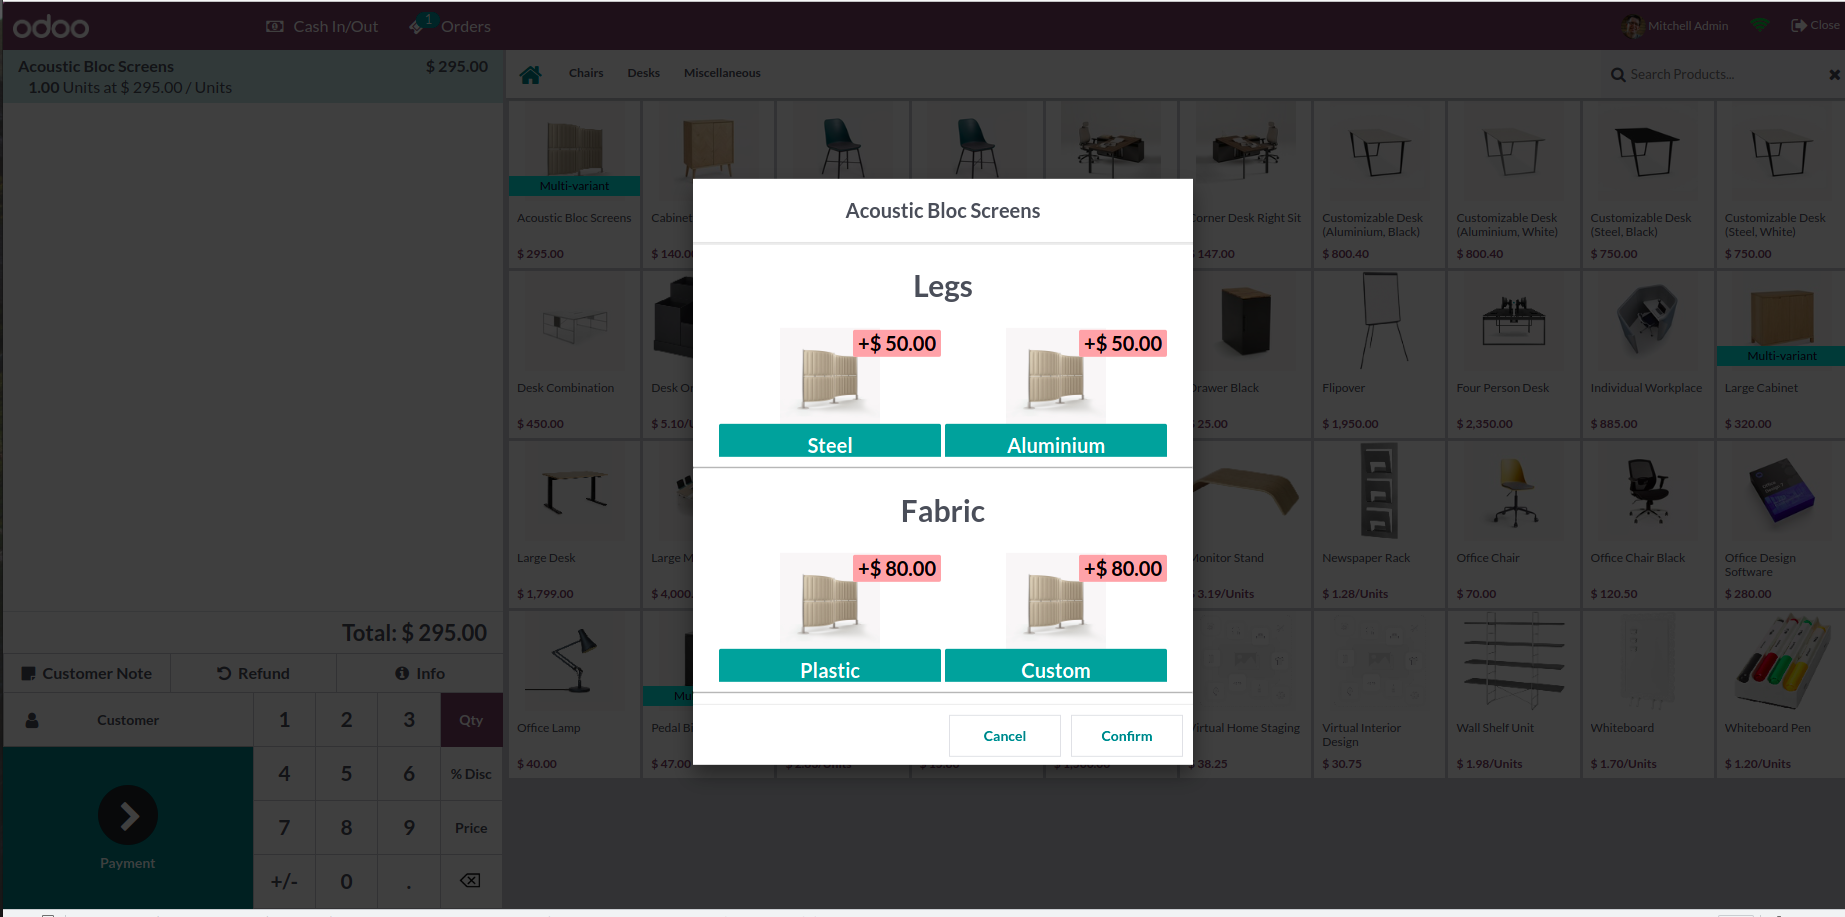 odoo
Cash In/Out
1
Orders
Mitchell Admin
Close
Acoustic Bloc Screens
$ 295.00
1.00 Units at $ 295.00 / Units
Chairs
Desks
Miscellaneous
Search Products...
Multi-variant
Acoustic Bloc Screens
Cabinet
Corner Desk Right Sit
Customizable Desk
(Aluminium, Black)
Customizable Desk
(Aluminium, White)
Customizable Desk
(Steel, Black)
Customizable Desk
(Steel, White)
$ 295.00
$ 140.0
147.00
$ 800.40
$ 800.40
$ 750.00
$ 750.00
Acoustic Bloc Screens
Legs
+$ 50.00
+$ 50.00
Steel
Aluminium
Fabric
+$ 80.00
+$ 80.00
Plastic
Custom
Cancel
Confirm
Multi-variant
Desk Combination
Desk O
Drawer Black
Flipover
Four Person Desk
Individual Workplace
Large Cabinet
$ 450.00
$ 5.10/U
25.00
$ 1,950.00
$ 2,350.00
$ 885.00
$ 320.00
Large Desk
Large M
Monitor Stand
Newspaper Rack
Office Chair
Office Chair Black
Office Design
Software
$ 1,799.00
$ 4,000.
3.19/Units
$ 1.28/Units
$ 70.00
$ 120.50
$ 280.00
Mu
Office Lamp
Pedal Bi
Virtual Home Staging
Virtual Interior
Design
Wall Shelf Unit
Whiteboard
Whiteboard Pen
$ 40.00
$ 47.00
38.25
$ 30.75
$ 1.98/Units
$ 1.70/Units
$ 1.20/Units
Total: $ 295.00
Customer Note
Refund
Info
Customer
1
2
3
Qty
4
5
6
% Disc
7
8
9
Price
+/-
0
.
Payment